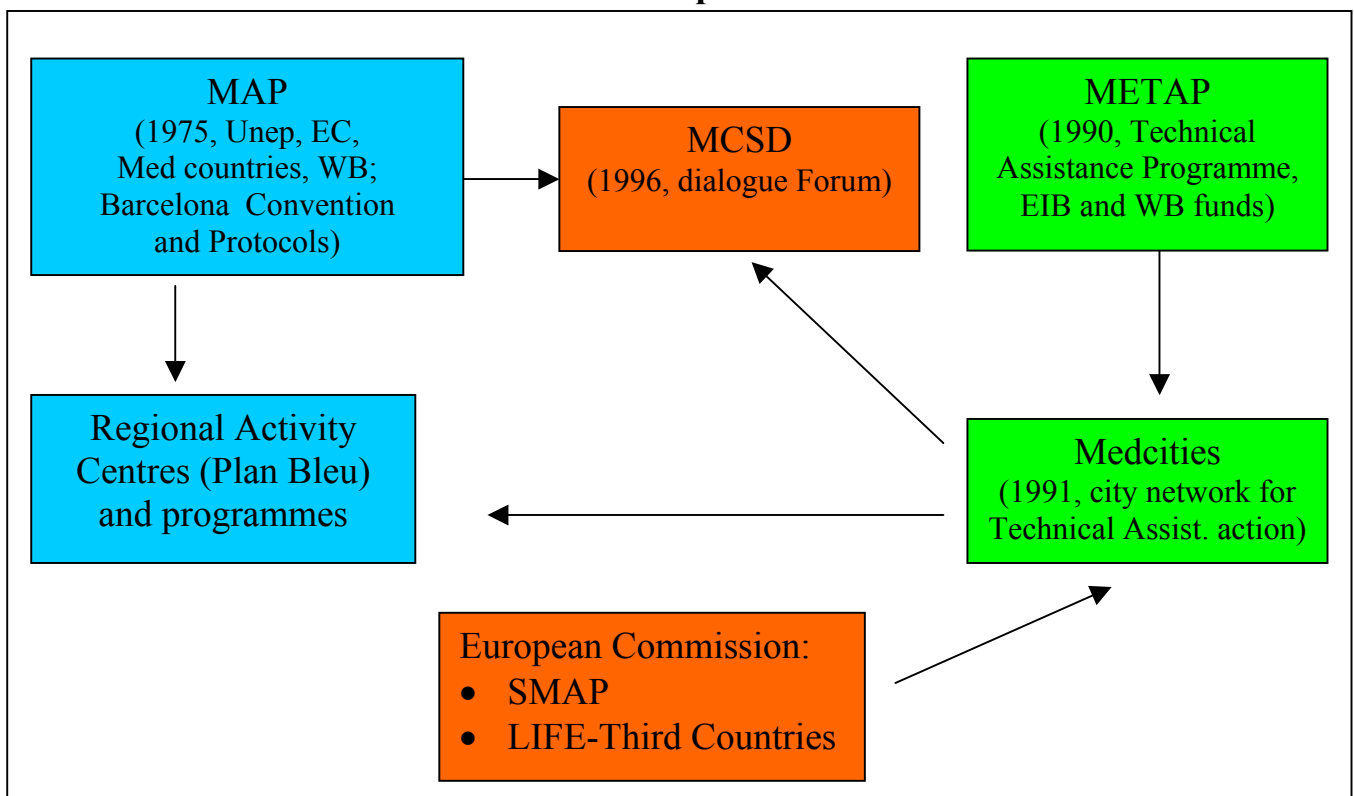 MAP
(1975, Unep, EC,
Med countries, WB;
Barcelona Convention
and Protocols)
MCSD
(1996, dialogue Forum)
METAP
(1990, Technical
Assistance Programme,
EIB and WB funds)
Regional Activity
Centres (Plan Bleu)
and programmes
Medcities
(1991, city network for
Technical Assist. action)
European Commission:
• SMAP
• LIFE-Third Countries